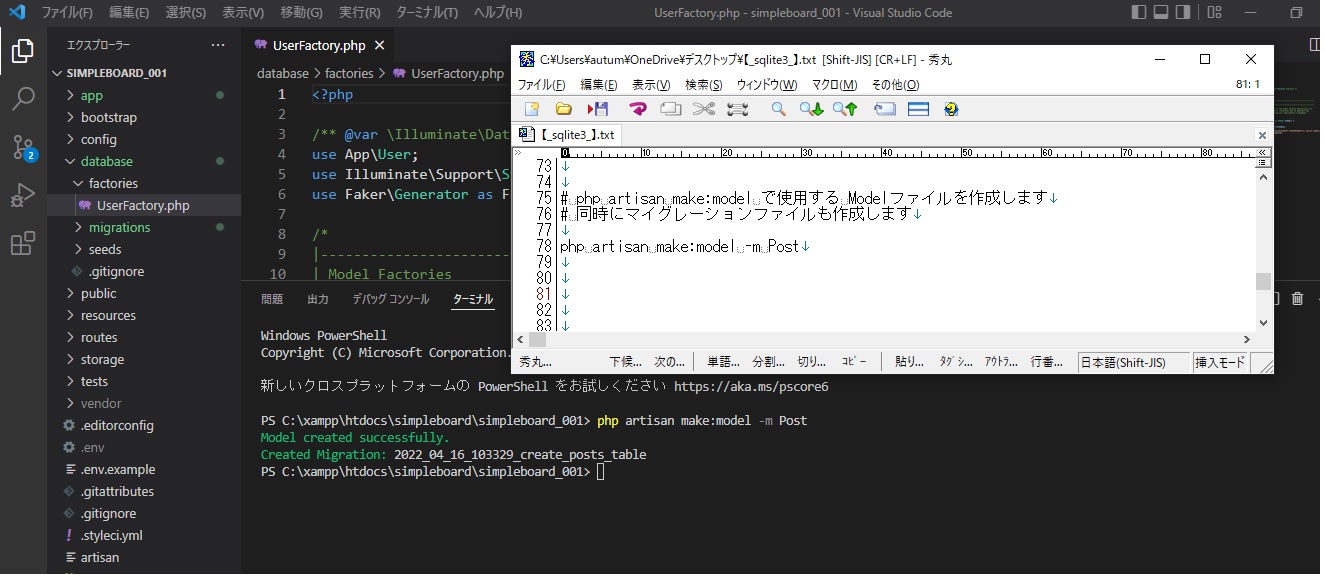 ファイル(F) 編集(E) 選択(S) 表示(V) 移動(G) 実行(R) ターミナル(T) ヘルプ(H) UserFactory.php - simpleboard_001 - Visual Studio Code
エクスプローラー
SIMPLEBOARD_001
app
bootstrap
config
database
factories
UserFactory.php
migrations
seeds
.gitignore
public
resources
routes
storage
tests
vendor
.editorconfig
.env
.env.example
.gitattributes
.gitignore
.styleci.yml
artisan
2
UserFactory.php
database > factories > UserFactory.php
1 <?php
2
3 /** @var \Illuminate\Dat
4 use App\User;
5 use Illuminate\Support\S
6 use Faker\Generator as F
7
8 /*
9 |------------------------
10 | Model Factories
問題 出力 デバッグ コンソール ターミナル
Windows PowerShell
Copyright (C) Microsoft Corporation.
新しいクロスプラットフォームの PowerShell をお試しください https://aka.ms/pscore6
PS C:\xampp\htdocs\simpleboard\simpleboard_001> php artisan make:model -m Post
Model created successfully.
Created Migration: 2022_04_16_103329_create_posts_table
PS C:\xampp\htdocs\simpleboard\simpleboard_001>
C:¥Users¥autum¥OneDrive¥デスクトップ¥【_sqlite3_】.txt [Shift-JIS] [CR+LF] - 秀丸
ファイル(F) 編集(E) 表示(V) 検索(S) ウィンドウ(W) マクロ(M) その他(O) 81: 1
【_sqlite3_】.txt
0 10 20 30 40 50 60 70 80
73 ↓
74 ↓
75 # php artisan make:model で使用する Modelファイルを作成します↓
76 # 同時にマイグレーションファイルも作成します↓
77 ↓
78 php artisan make:model -m Post↓
79 ↓
80 ↓
81 ↓
82 ↓
83 ↓
秀丸... 下候... 次の... 単語... 分割... 切り... コピー 貼り... タグジ... アウトラ... 行番... 日本語(Shift-JIS) 挿入モード